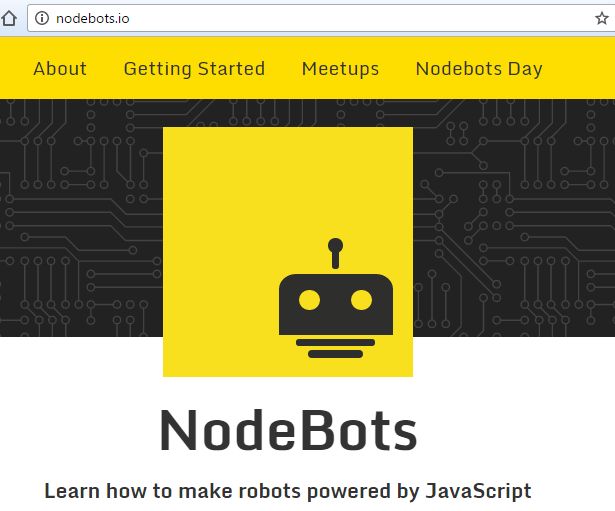 nodebots.io
About Getting Started Meetups Nodebots Day
NodeBots
Learn how to make robots powered by JavaScript